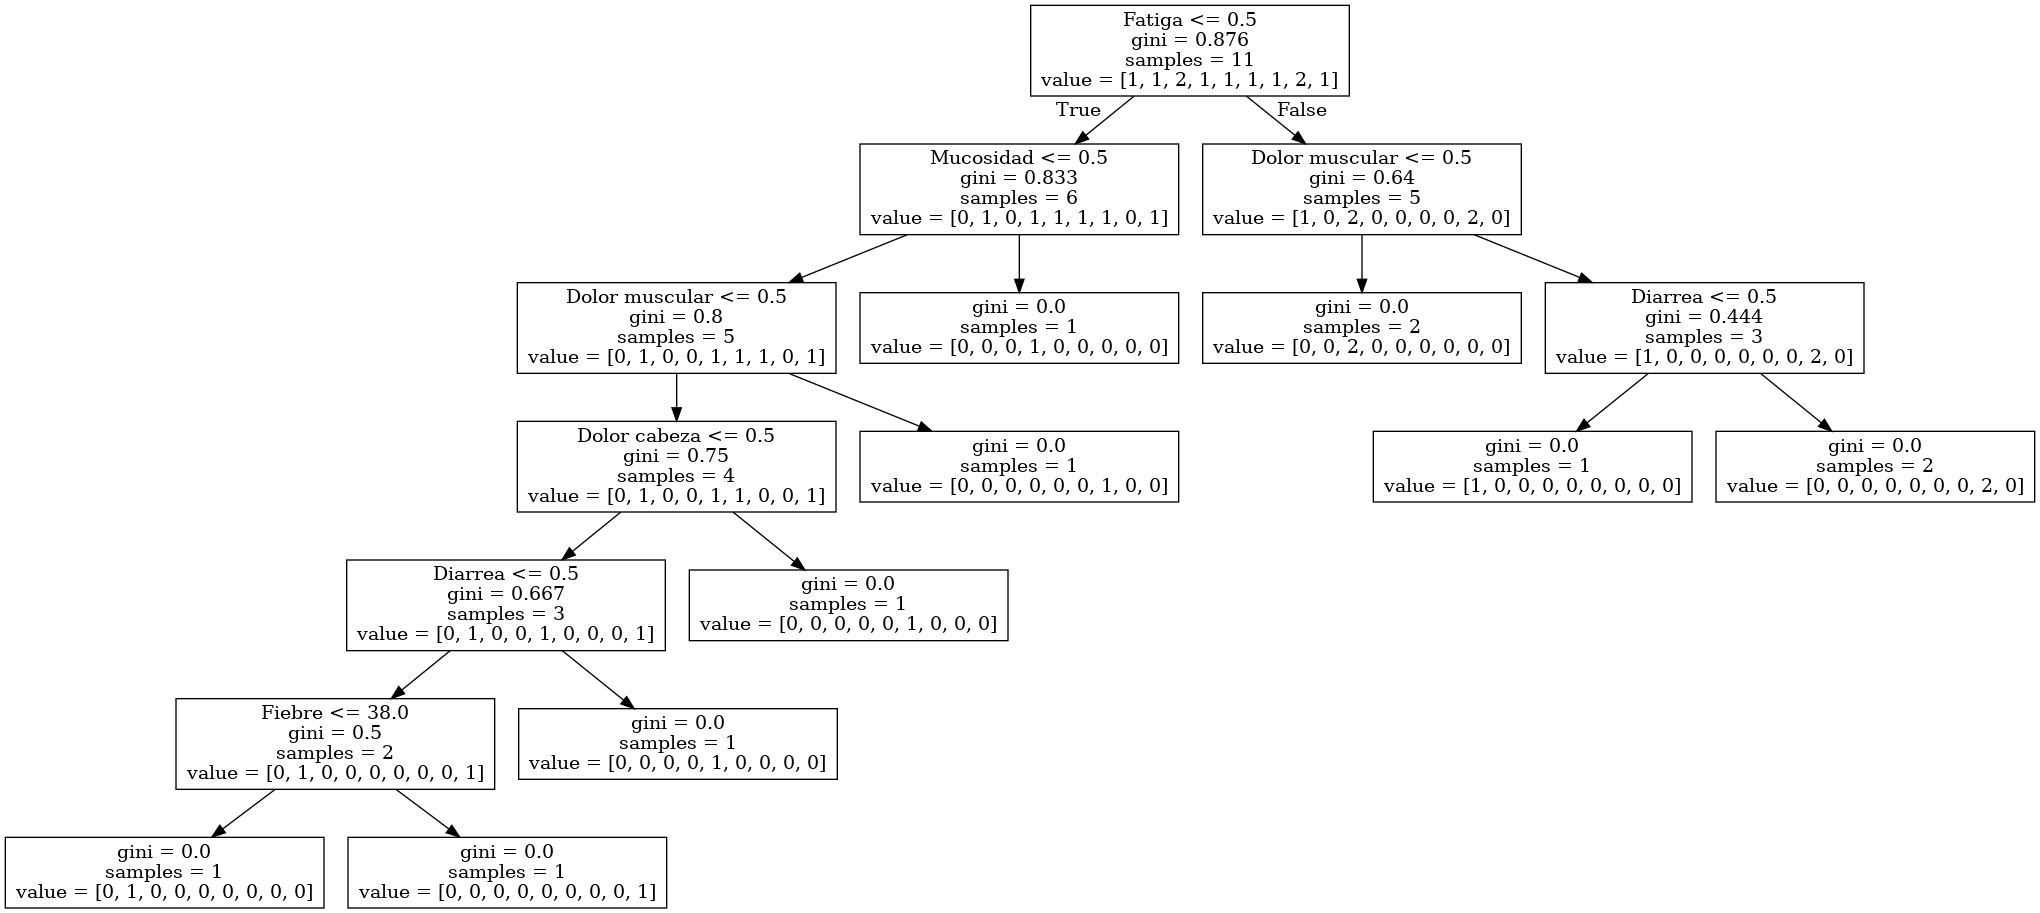 Fatiga <= 0.5
gini = 0.876
samples = 11
value = [1, 1, 2, 1, 1, 1, 1, 2, 1]
True
False
Mucosidad <= 0.5
gini = 0.833
samples = 6
value = [0, 1, 0, 1, 1, 1, 1, 0, 1]
Dolor muscular <= 0.5
gini = 0.64
samples = 5
value = [1, 0, 2, 0, 0, 0, 0, 2, 0]
Dolor muscular <= 0.5
gini = 0.8
samples = 5
value = [0, 1, 0, 0, 1, 1, 1, 0, 1]
gini = 0.0
samples = 1
value = [0, 0, 0, 1, 0, 0, 0, 0, 0]
gini = 0.0
samples = 2
value = [0, 0, 2, 0, 0, 0, 0, 0, 0]
Diarrea <= 0.5
gini = 0.444
samples = 3
value = [1, 0, 0, 0, 0, 0, 0, 2, 0]
Dolor cabeza <= 0.5
gini = 0.75
samples = 4
value = [0, 1, 0, 0, 1, 1, 0, 0, 1]
gini = 0.0
samples = 1
value = [0, 0, 0, 0, 0, 0, 1, 0, 0]
gini = 0.0
samples = 1
value = [1, 0, 0, 0, 0, 0, 0, 0, 0]
gini = 0.0
samples = 2
value = [0, 0, 0, 0, 0, 0, 0, 2, 0]
Diarrea <= 0.5
gini = 0.667
samples = 3
value = [0, 1, 0, 0, 1, 0, 0, 0, 1]
gini = 0.0
samples = 1
value = [0, 0, 0, 0, 0, 1, 0, 0, 0]
Fiebre <= 38.0
gini = 0.5
samples = 2
value = [0, 1, 0, 0, 0, 0, 0, 0, 1]
gini = 0.0
samples = 1
value = [0, 0, 0, 0, 1, 0, 0, 0, 0]
gini = 0.0
samples = 1
value = [0, 1, 0, 0, 0, 0, 0, 0, 0]
gini = 0.0
samples = 1
value = [0, 0, 0, 0, 0, 0, 0, 0, 1]